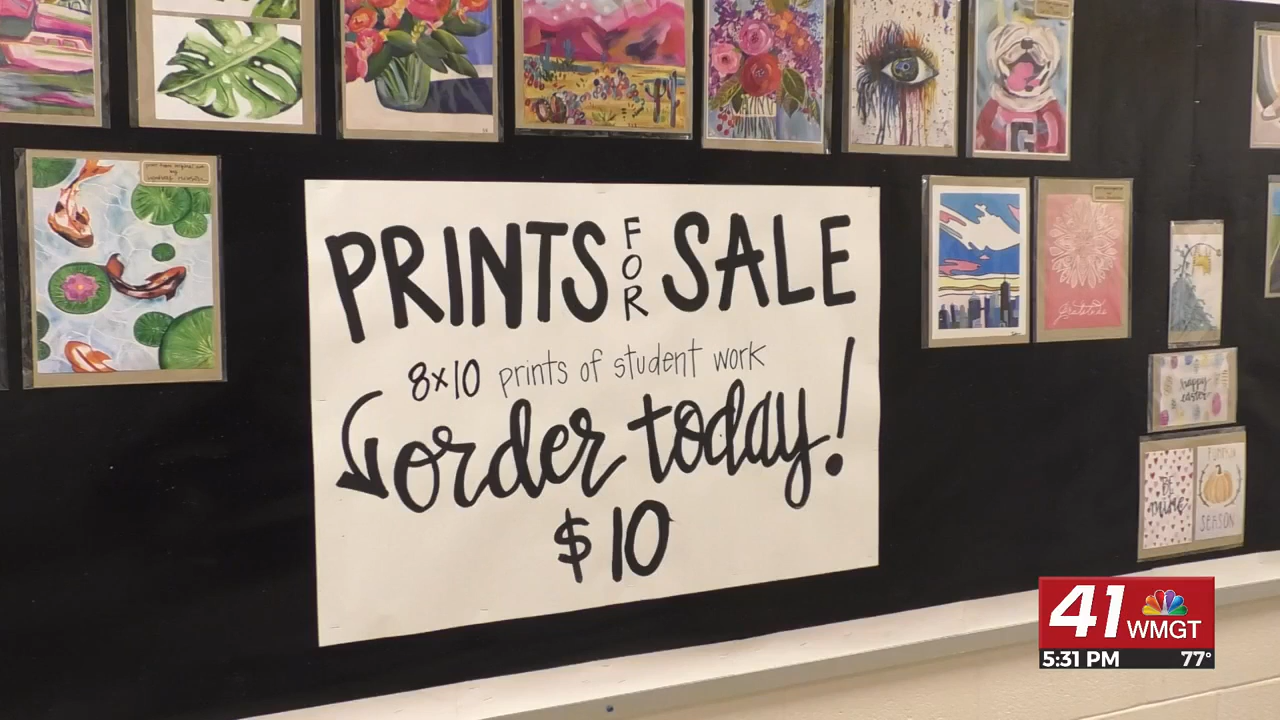 PRINTS FOR SALE
8x10 prints of student work
order today!
$10
G
gratitude
happy easter
BE mine
PUMPKIN
SEASON
41
WMGT
5:31 PM 77°